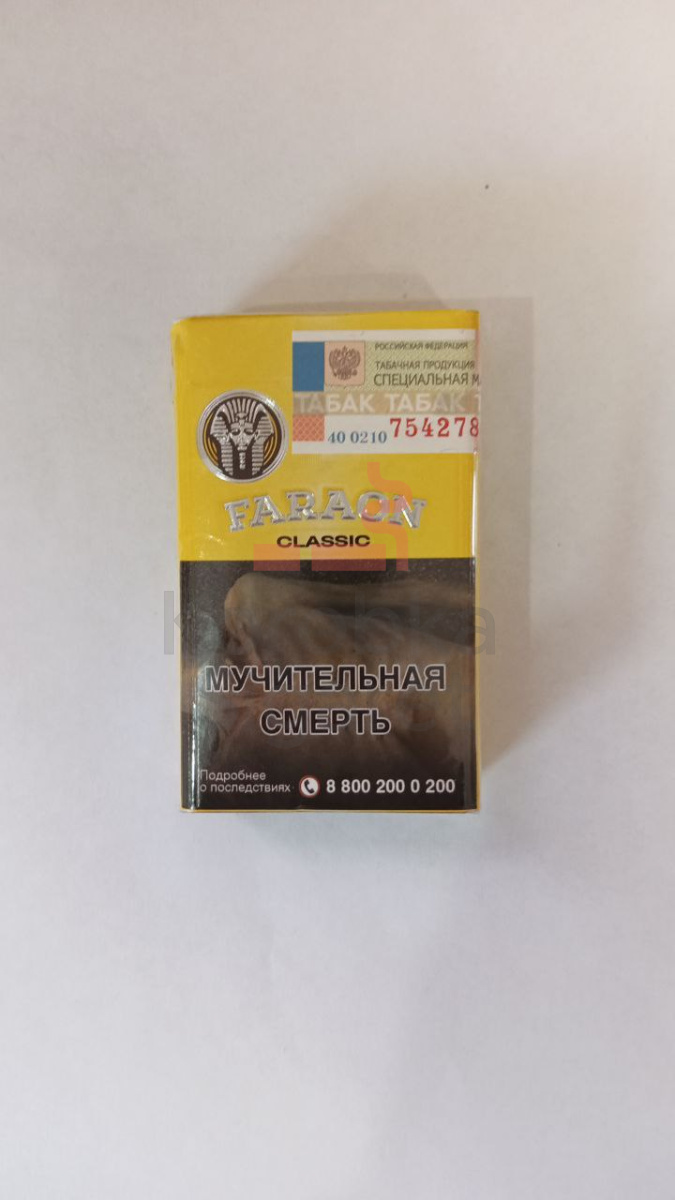 РОССИЙСКАЯ ФЕДЕРАЦИЯ
ТАБАЧНАЯ ПРОДУКЦИЯ
СПЕЦИАЛЬНАЯ
ТАБАК ТАБАК
40 0210 754278
FARAON
CLASSIC
МУЧИТЕЛЬНАЯ
СМЕРТЬ
Подробнее
о последствиях 8 800 200 0 200